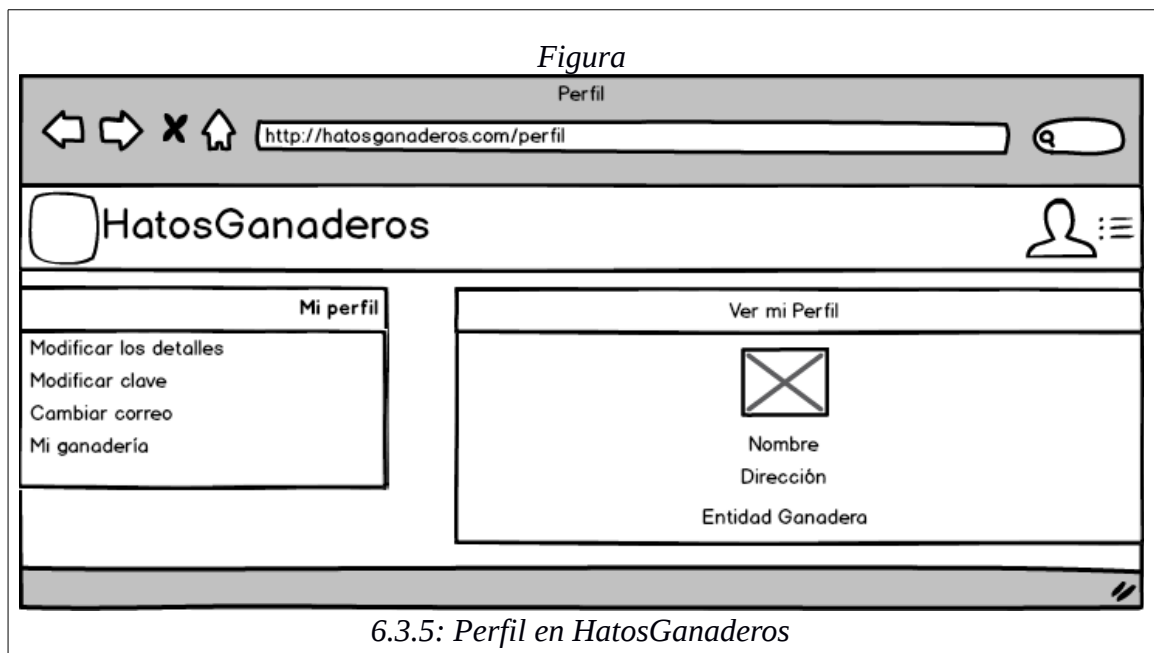 Figura
Perfil
http://hatosganaderos.com/perfil
HatosGanaderos
Mi perfil
Modificar los detalles
Modificar clave
Cambiar correo
Mi ganadería
Ver mi Perfil
Nombre
Dirección
Entidad Ganadera
6.3.5: Perfil en HatosGanaderos